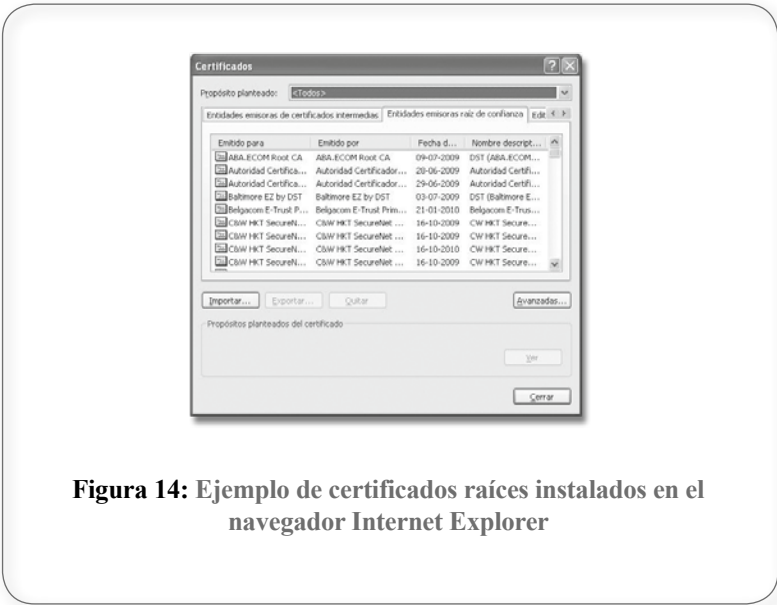 Certificados
Propósito planteado: <Todos>
Entidades emisoras de certificados intermedias Entidades emisoras raíz de confianza Edit
Emitido para Emitido por Fecha d... Nombre descript...
ABA.ECOM Root CA ABA.ECOM Root CA 09-07-2009 DST (ABA.ECOM...
Autoridad Certifica... Autoridad Certificador... 28-06-2009 Autoridad Certifi...
Autoridad Certifica... Autoridad Certificador... 29-06-2009 Autoridad Certifi...
Baltimore EZ by DST Baltimore EZ by DST 03-07-2009 DST (Baltimore E...
Belgacom E-Trust P... Belgacom E-Trust Prim... 21-01-2010 Belgacom E-Trus...
C&W HKT SecureN... C&W HKT SecureNet ... 16-10-2009 CW HKT Secure...
C&W HKT SecureN... C&W HKT SecureNet ... 16-10-2009 CW HKT Secure...
C&W HKT SecureN... C&W HKT SecureNet ... 16-10-2010 CW HKT Secure...
C&W HKT SecureN... C&W HKT SecureNet ... 16-10-2009 CW HKT Secure...
Importar... Exportar... Quitar Avanzadas...
Propósitos planteados del certificado
Ver
Cerrar
Figura 14: Ejemplo de certificados raíces instalados en el
navegador Internet Explorer